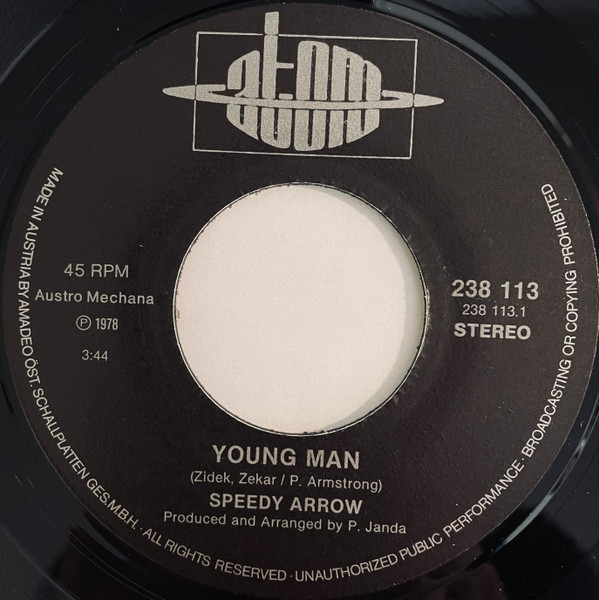 atom
audio
45 RPM
Austro Mechana
Ⓟ 1978
3:44
238 113
238 113.1
STEREO
YOUNG MAN
(Zidek, Zekar / P. Armstrong)
SPEEDY ARROW
Produced and Arranged by P. Janda
MADE IN AUSTRIA BY AMADEO ÖST. SCHALLPLATTEN GES.M.B.H. · ALL RIGHTS RESERVED · UNAUTHORIZED PUBLIC PERFORMANCE · BROADCASTING OR COPYING PROHIBITED